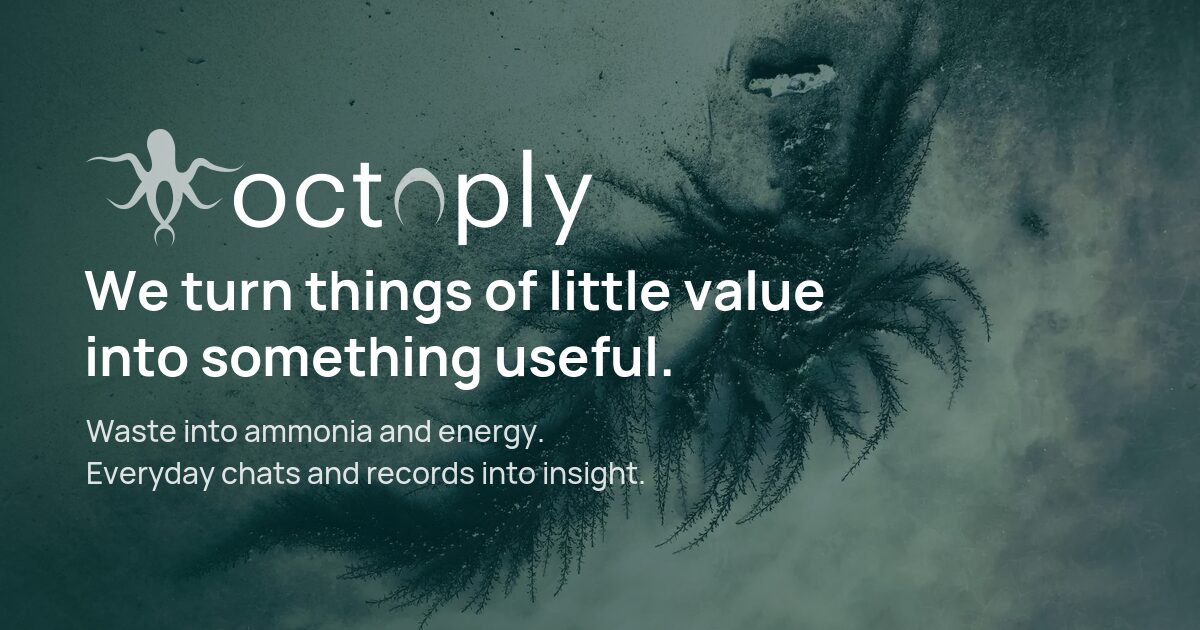 octoply
We turn things of little value
into something useful.
Waste into ammonia and energy.
Everyday chats and records into insight.